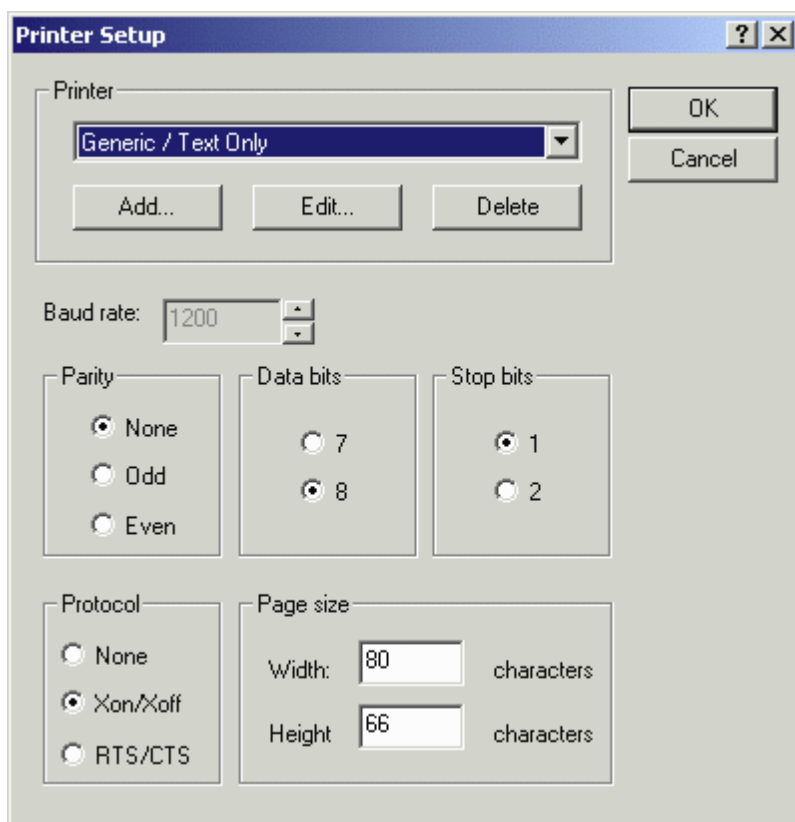 Printer Setup
Printer
Generic / Text Only
Add...
Edit...
Delete
OK
Cancel
Baud rate:
1200
Parity
None
Odd
Even
Data bits
7
8
Stop bits
1
2
Protocol
None
Xon/Xoff
RTS/CTS
Page size
Width: 80 characters
Height 66 characters